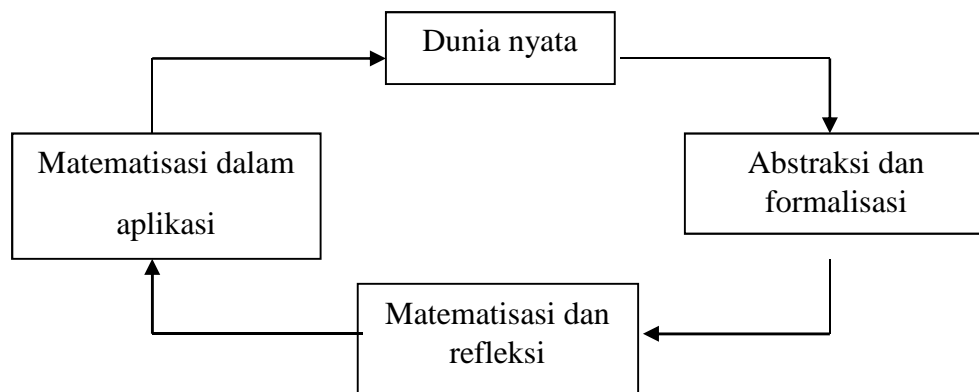 Dunia nyata
Abstraksi dan
formalisasi
Matematisasi dan
refleksi
Matematisasi dalam
aplikasi